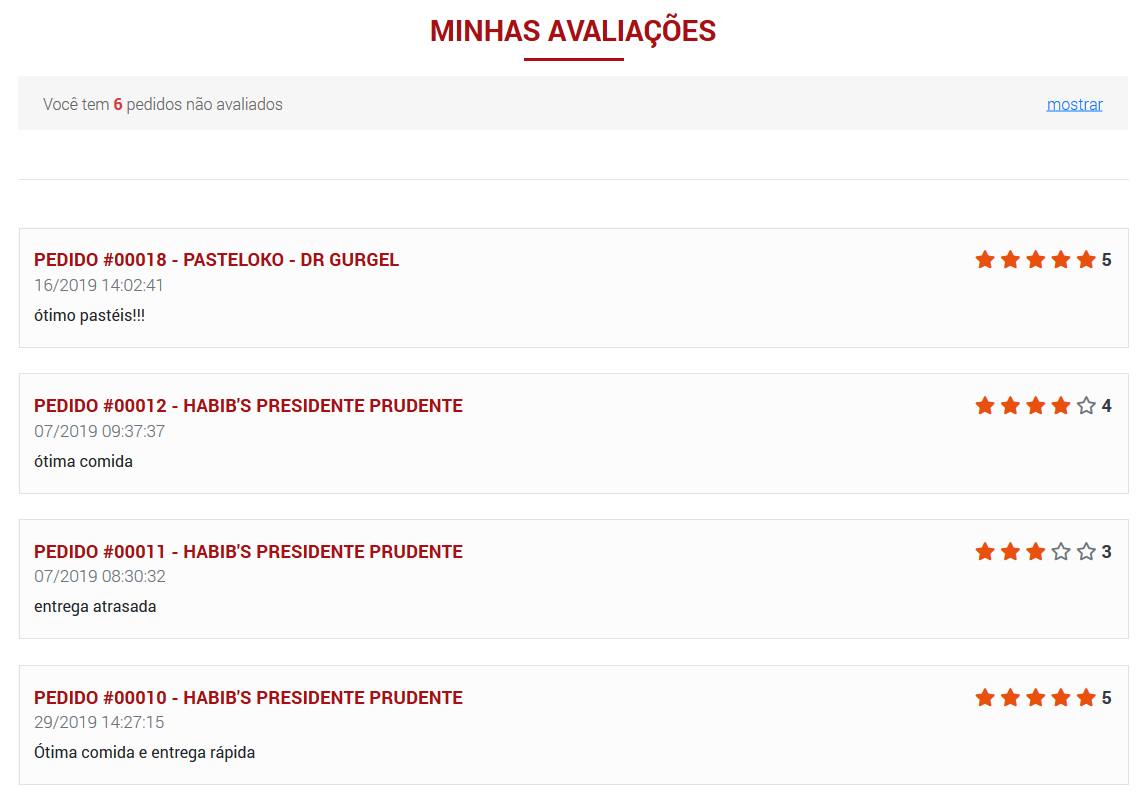 MINHAS AVALIAÇÕES
Você tem 6 pedidos não avaliados
mostrar
PEDIDO #00018 - PASTELOKO - DR GURGEL
5
16/2019 14:02:41
ótimo pastéis!!!
PEDIDO #00012 - HABIB'S PRESIDENTE PRUDENTE
4
07/2019 09:37:37
ótima comida
PEDIDO #00011 - HABIB'S PRESIDENTE PRUDENTE
3
07/2019 08:30:32
entrega atrasada
PEDIDO #00010 - HABIB'S PRESIDENTE PRUDENTE
5
29/2019 14:27:15
Ótima comida e entrega rápida